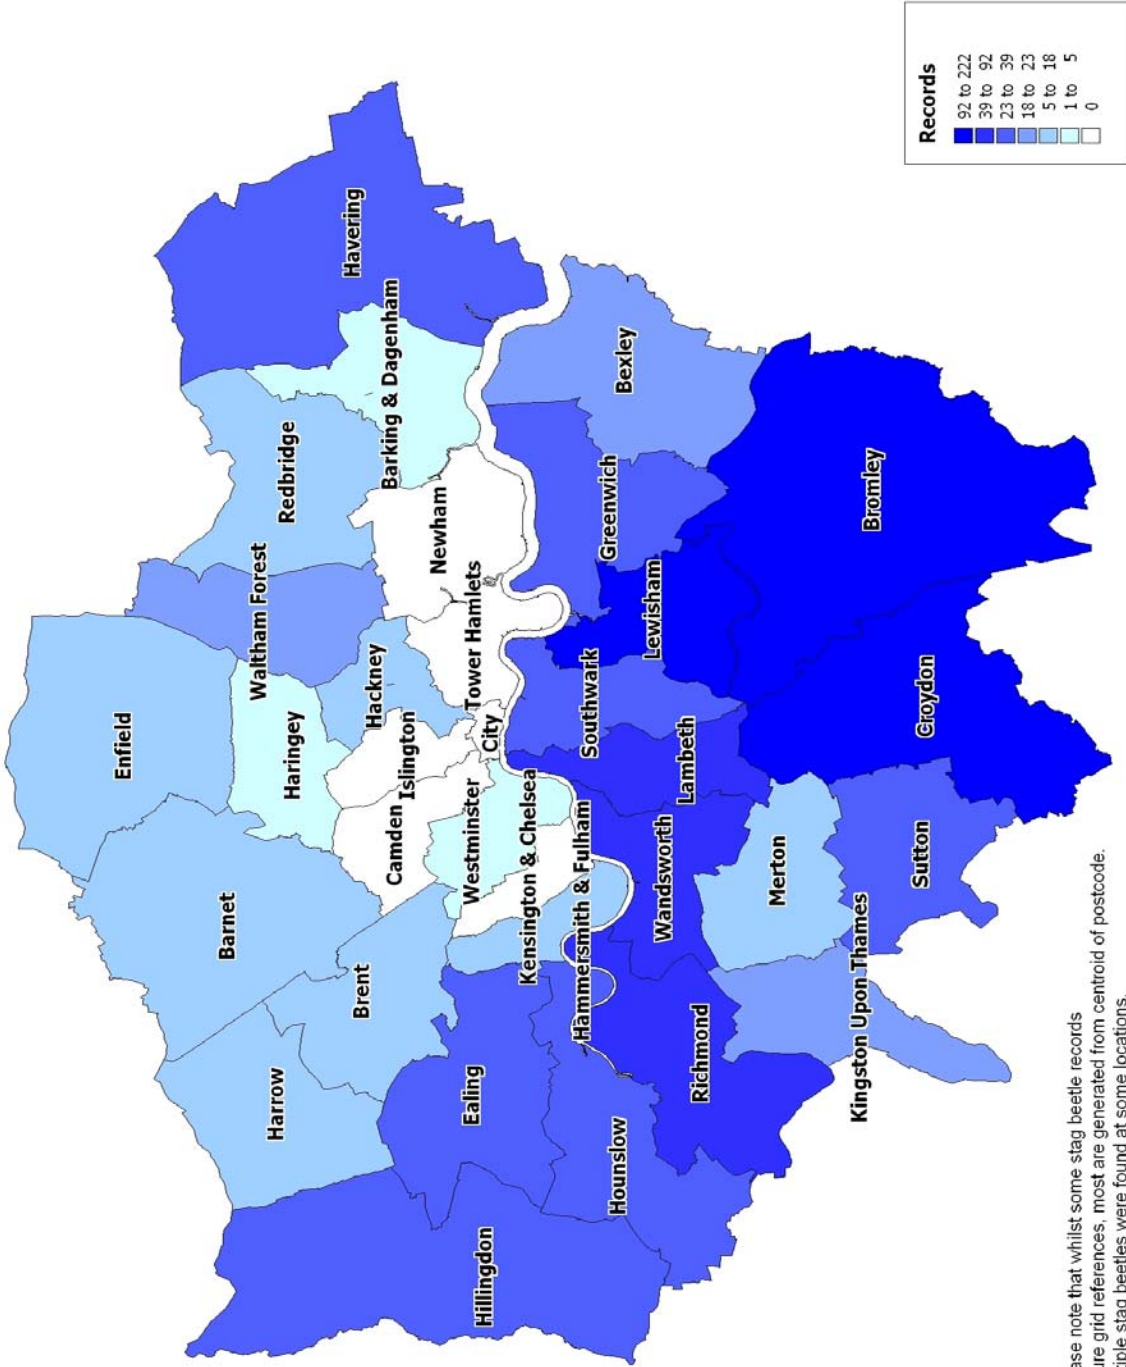 Enfield
Barnet
Harrow
Haringey
Waltham Forest
Redbridge
Havering
Brent
Camden
Islington
Hackney
Newham
Barking & Dagenham
Hillingdon
Ealing
Westminster
City
Tower Hamlets
Kensington & Chelsea
Hammersmith & Fulham
Hounslow
Richmond
Wandsworth
Lambeth
Southwark
Lewisham
Greenwich
Bexley
Kingston Upon Thames
Merton
Sutton
Croydon
Bromley
Records
92 to 222
39 to 92
23 to 39
18 to 23
5 to 18
1 to 5
0
note that whilst some stag beetle records
grid references, most are generated from centroid of postcode.
stag beetles were found at some locations.